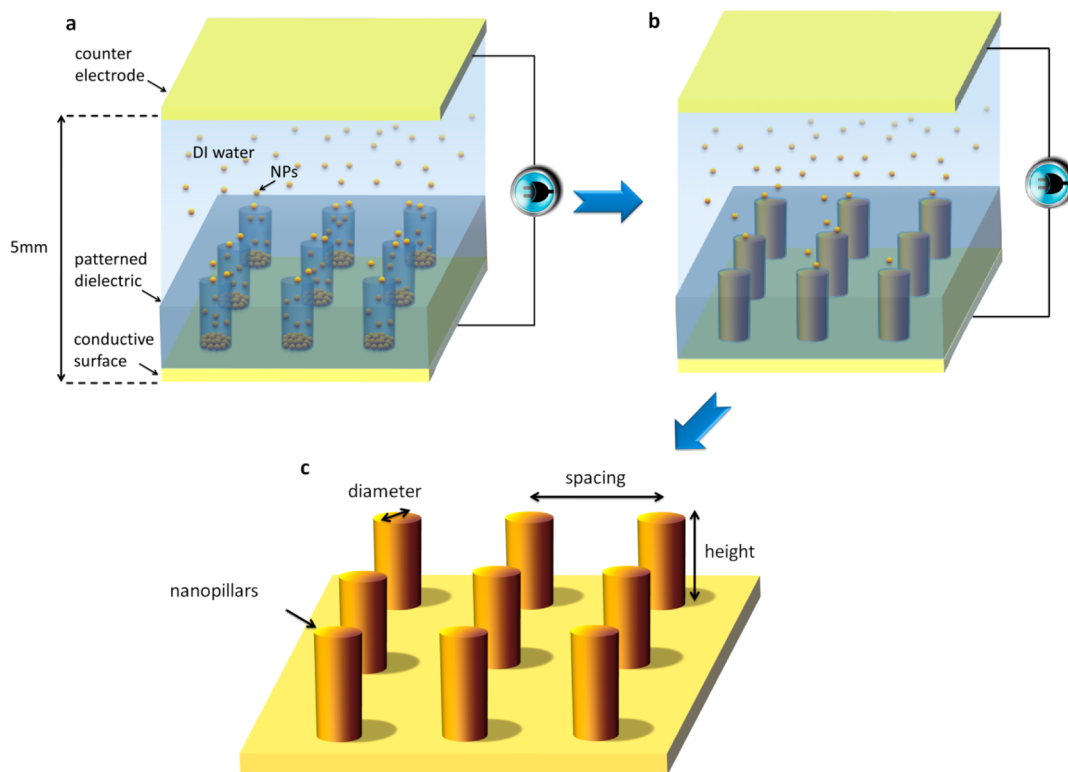 a
counter
electrode
DI water
NPs
5mm
patterned
dielectric
conductive
surface
b
c
diameter
spacing
height
nanopillars